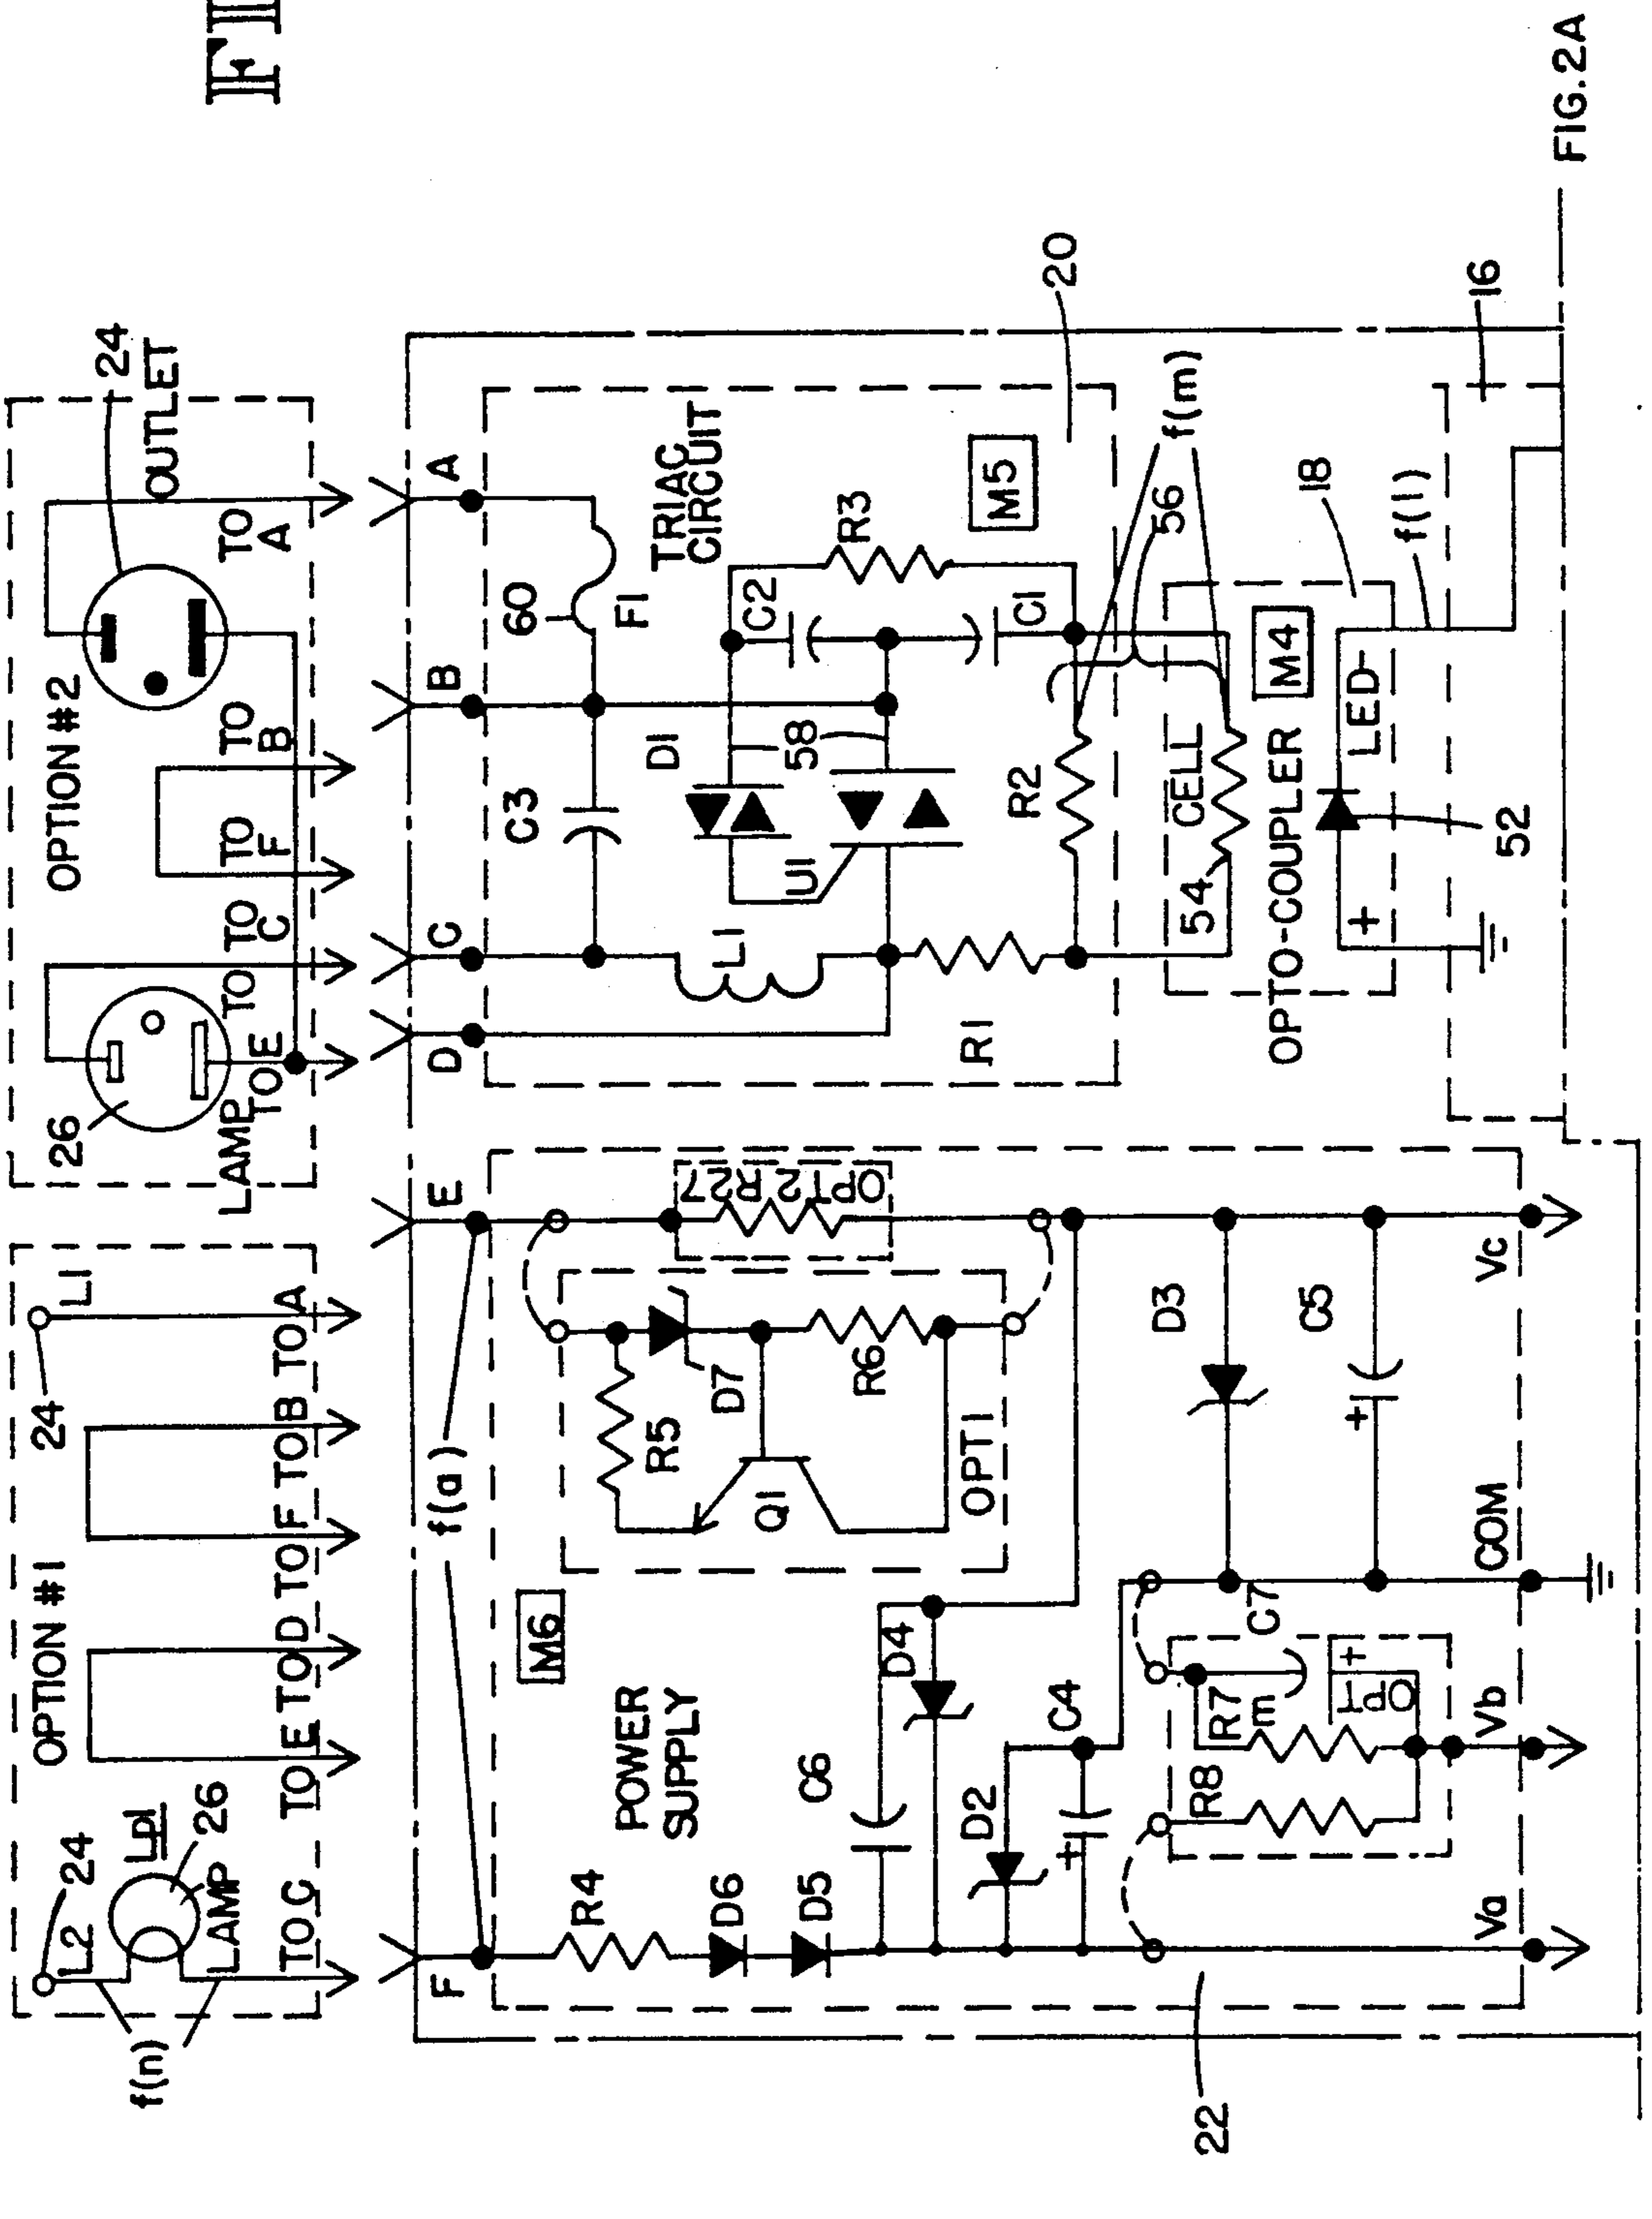 FI
24
OUTLET
OPTION #2
TO
A
TO
B
TO
F
TO
C
TO
TO E
LAMP
26
L1
24
OPTION #1
TO A
TO B
TO F
TO D
TO E
TO C
L2
24
Lp1
26
LAMP
f(n)
A
B
C
D
E
F
f(a)
60
F1
TRIAC
CIRCUIT
M5
20
C3
D1
58
U1
C2
C1
R3
L1
R2
R1
f(m)
56
18
M4
CELL
54
OPTO-COUPLER
LED
-
+
52
f(l)
16
FIG. 2A
OPT2 R27
R5
D7
R6
Q1
OPT1
M6
POWER
SUPPLY
D4
C6
D2
C4
+
R4
D6
D5
D3
C5
+
C7
R7
m
+
OPT
R8
Vc
COM
Vb
Va
22